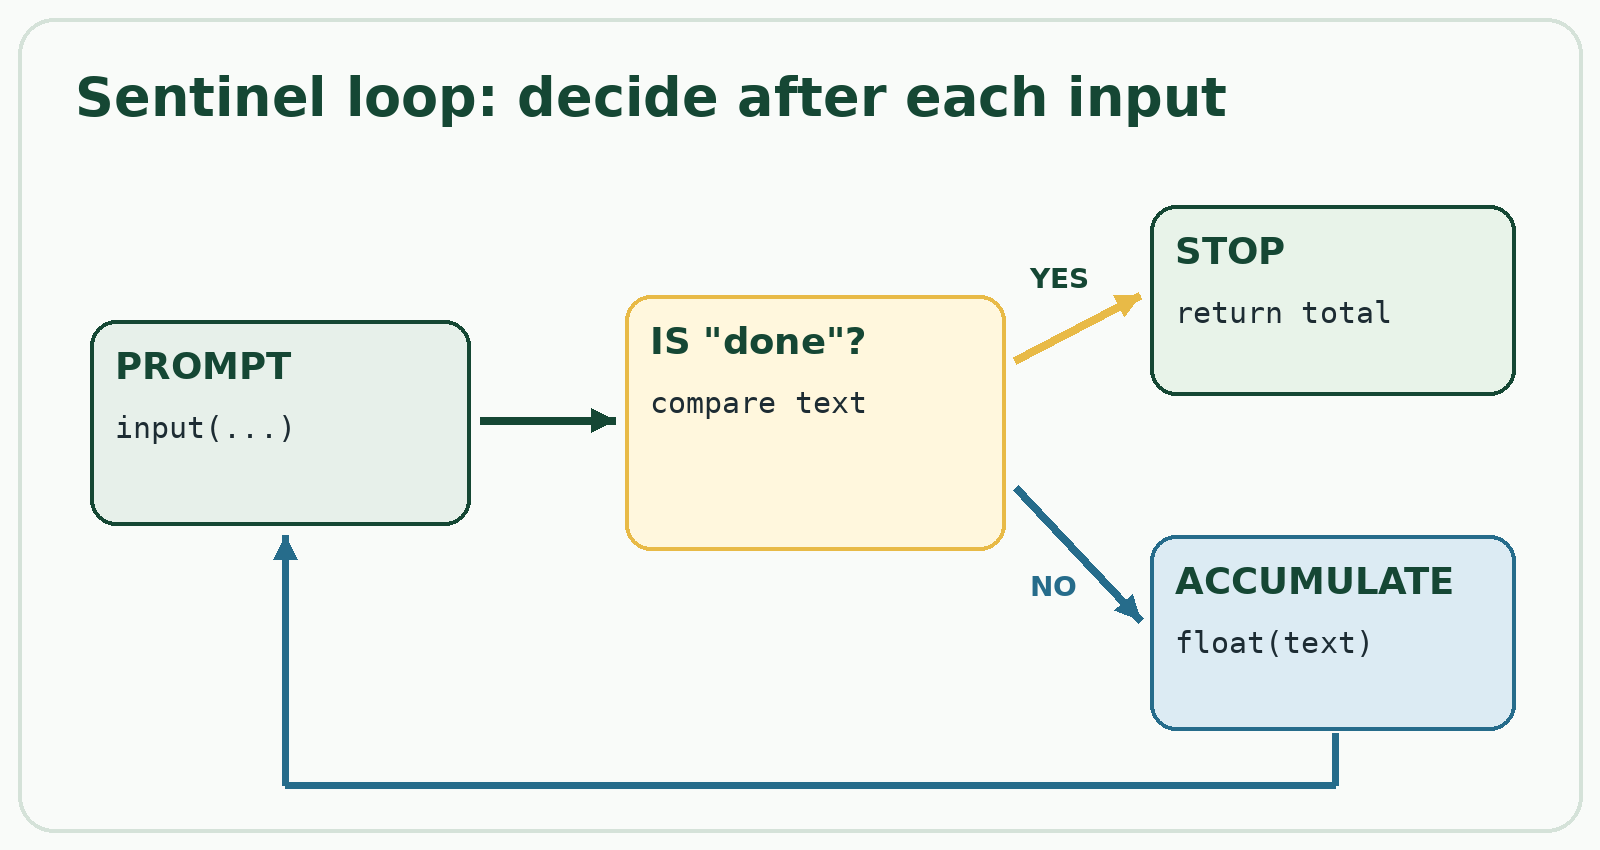 Sentinel loop: decide after each input
PROMPT
input(...)
IS "done"?
compare text
YES
STOP
return total
NO
ACCUMULATE
float(text)